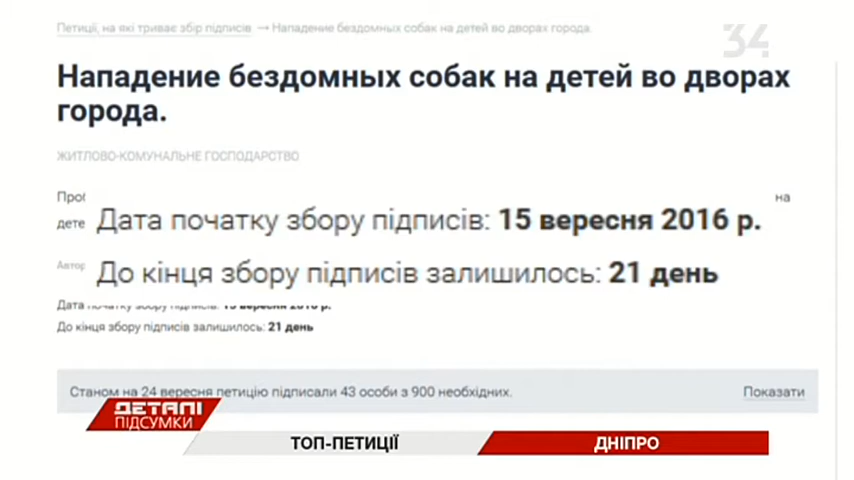 Петиції, на які триває збір підписів → Нападение бездомных собак на детей во дворах города.
34
Нападение бездомных собак на детей во дворах
города.
ЖИТЛОВО-КОМУНАЛЬНЕ ГОСПОДАРСТВО
на
Дата початку збору підписів: 15 вересня 2016 р.
До кінця збору підписів залишилось: 21 день
Автор
Дата початку збору підписів: 15 вересня 2016 р.
До кінця збору підписів залишилось: 21 день
Станом на 24 вересня петицію підписали 43 особи з 900 необхідних. Показати
ДЕТАЛІ
ПІДСУМКИ
ТОП-ПЕТИЦІЇ ДНІПРО